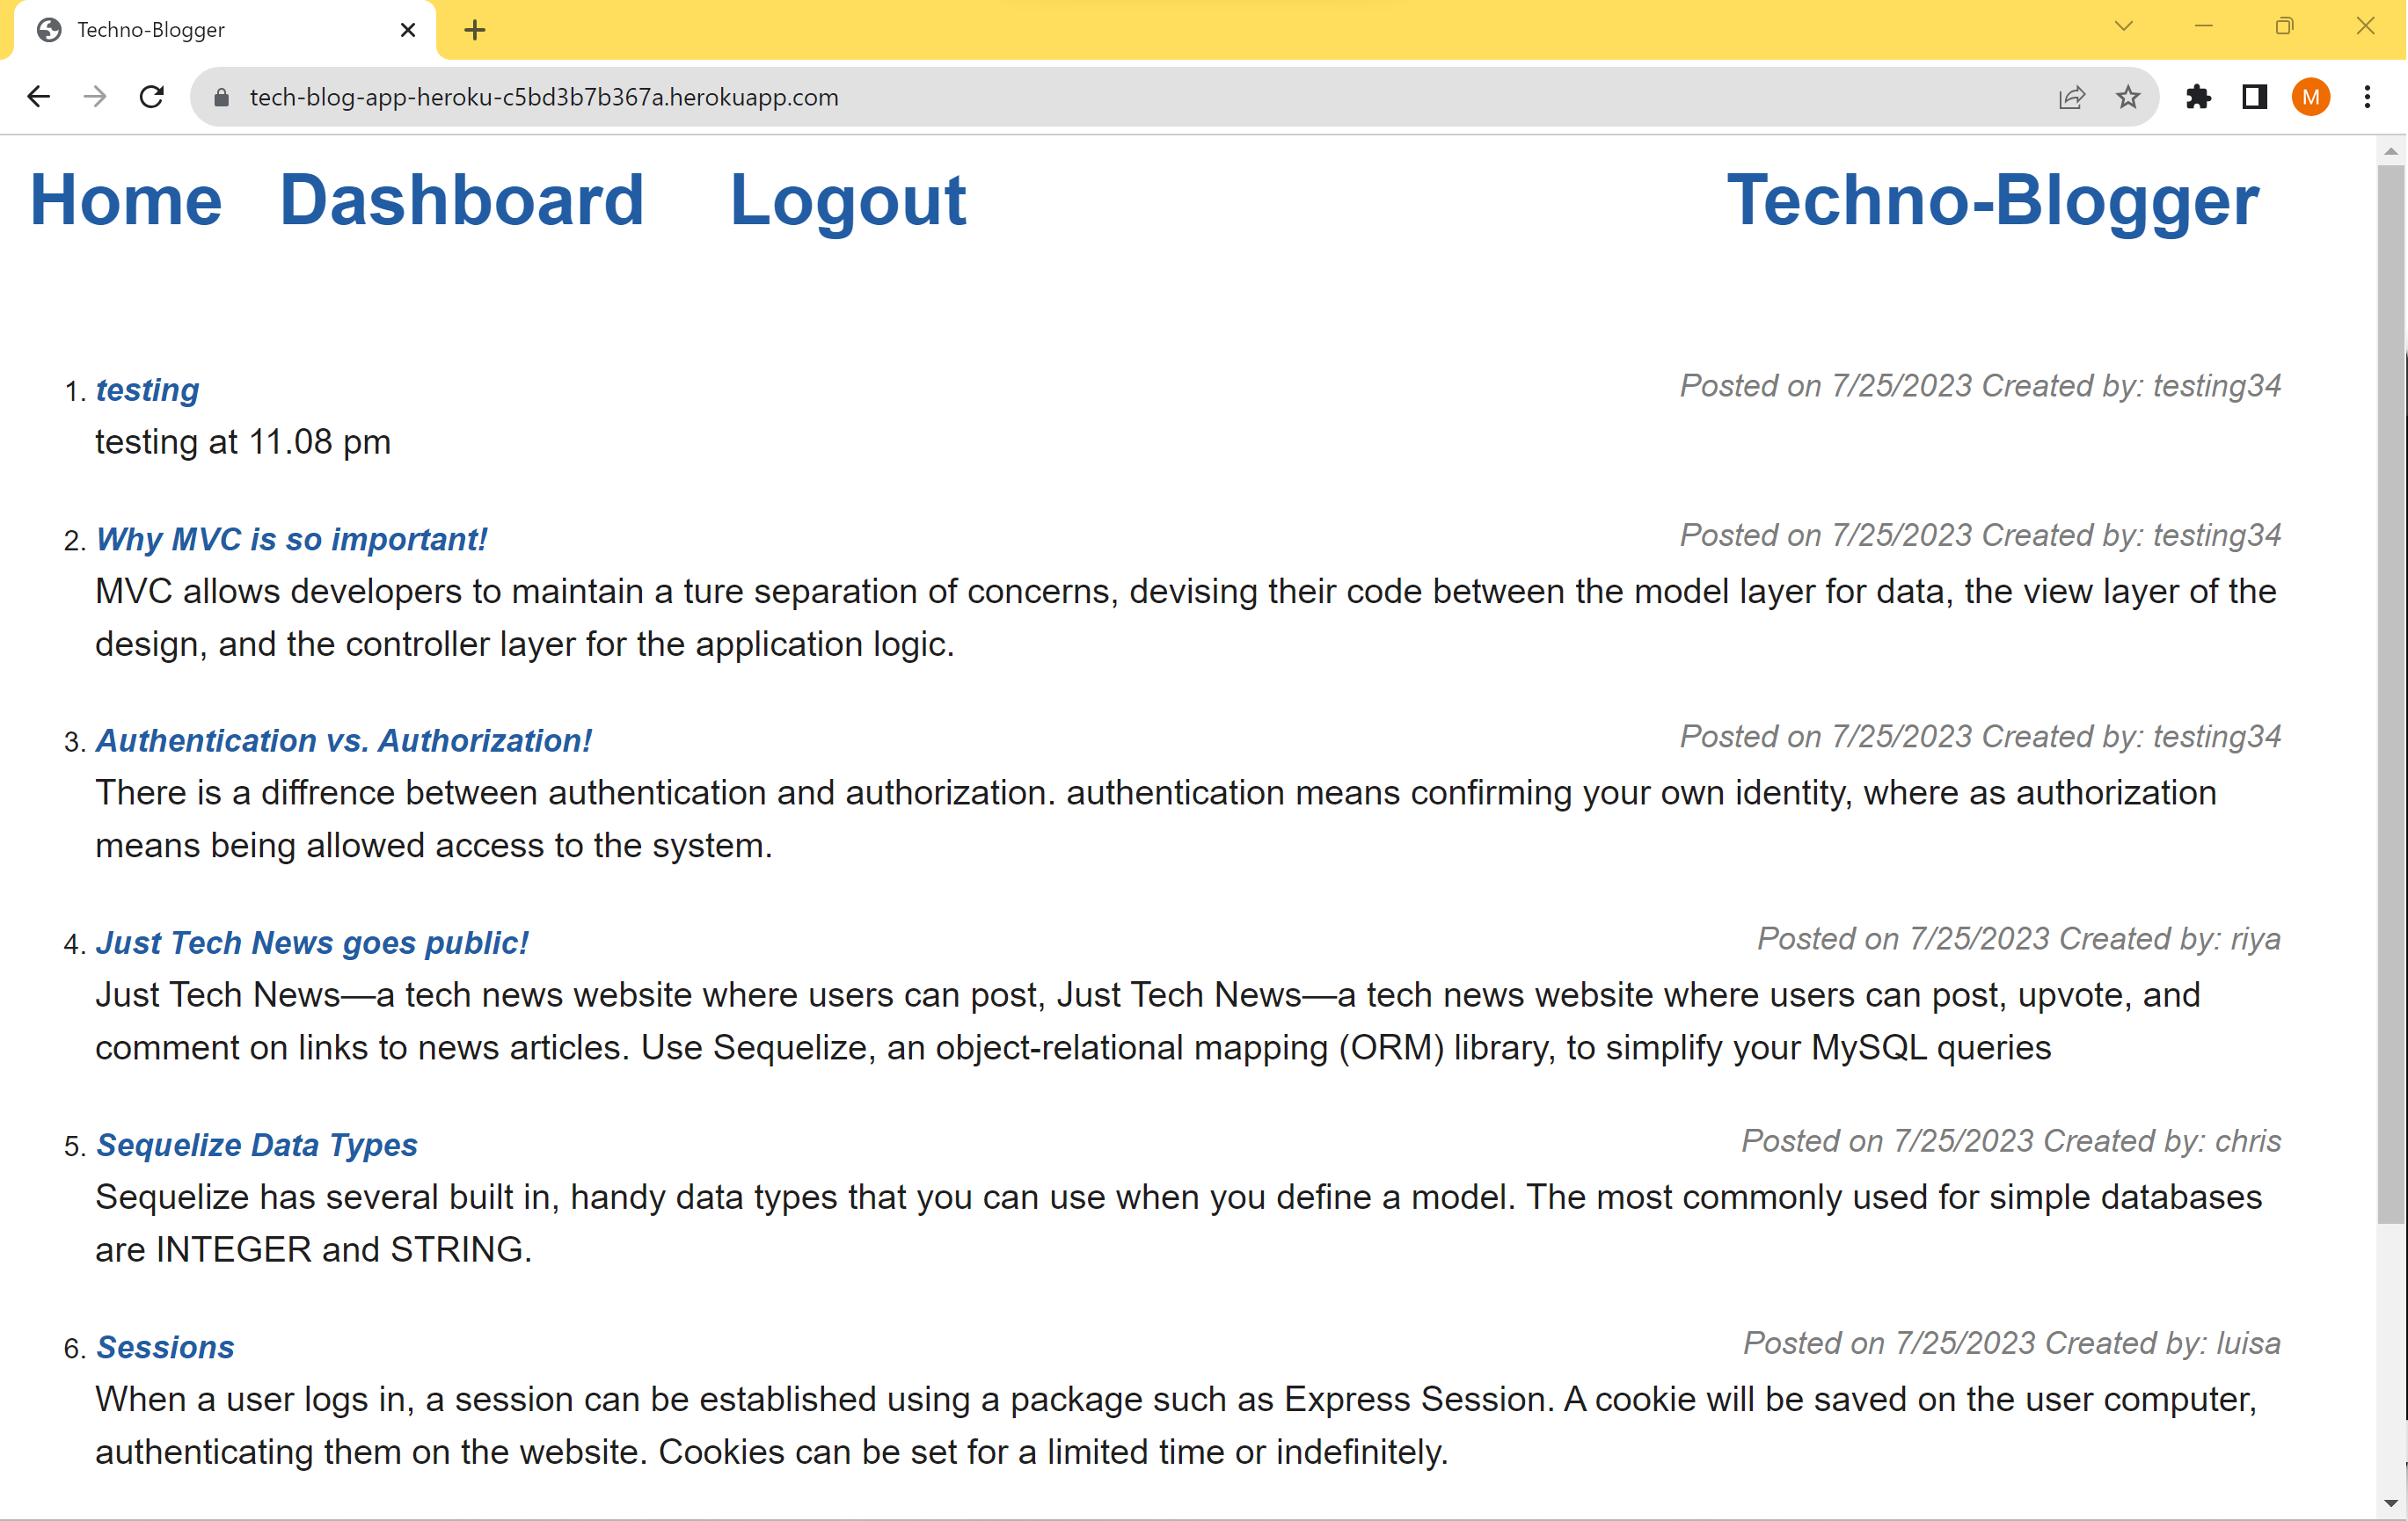 Techno-Blogger
tech-blog-app-heroku-c5bd3b7b367a.herokuapp.com
M
Home Dashboard Logout Techno-Blogger
1. testing Posted on 7/25/2023 Created by: testing34
testing at 11.08 pm
2. Why MVC is so important! Posted on 7/25/2023 Created by: testing34
MVC allows developers to maintain a ture separation of concerns, devising their code between the model layer for data, the view layer of the
design, and the controller layer for the application logic.
3. Authentication vs. Authorization! Posted on 7/25/2023 Created by: testing34
There is a diffrence between authentication and authorization. authentication means confirming your own identity, where as authorization
means being allowed access to the system.
4. Just Tech News goes public! Posted on 7/25/2023 Created by: riya
Just Tech News—a tech news website where users can post, Just Tech News—a tech news website where users can post, upvote, and
comment on links to news articles. Use Sequelize, an object-relational mapping (ORM) library, to simplify your MySQL queries
5. Sequelize Data Types Posted on 7/25/2023 Created by: chris
Sequelize has several built in, handy data types that you can use when you define a model. The most commonly used for simple databases
are INTEGER and STRING.
6. Sessions Posted on 7/25/2023 Created by: luisa
When a user logs in, a session can be established using a package such as Express Session. A cookie will be saved on the user computer,
authenticating them on the website. Cookies can be set for a limited time or indefinitely.